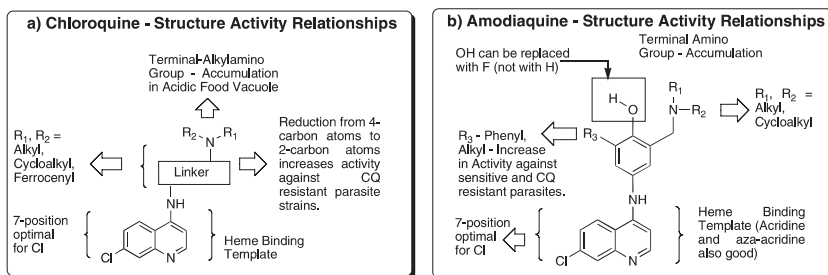 a) Chloroquine - Structure Activity Relationships
Terminal-Alkylamino
Group - Accumulation
in Acidic Food Vacuole
R1, R2 =
Alkyl,
Cycloalkyl,
Ferrocenyl
R2 N R1
Linker
Reduction from 4-
carbon atoms to
2-carbon atoms
increases activity
against CQ
resistant parasite
strains.
NH
7-position
optimal
for Cl
Cl
N
Heme Binding
Template
b) Amodiaquine - Structure Activity Relationships
OH can be replaced
with F (not with H)
Terminal Amino
Group - Accumulation
H
O
R1
N
R2
R1, R2 =
Alkyl,
Cycloalkyl
R3 - Phenyl,
Alkyl - Increase
in Activity against
sensitive and CQ
resistant parasites.
R3
NH
7-position
optimal
for Cl
Cl
N
Heme Binding
Template (Acridine
and aza-acridine
also good)